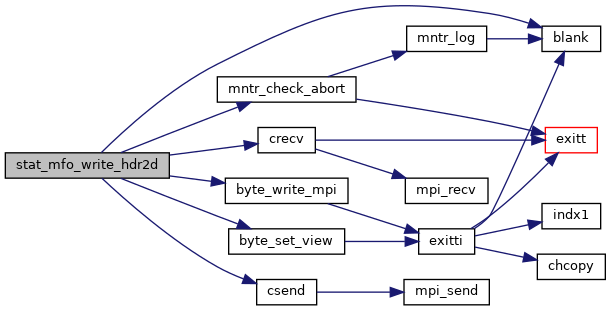 mntr_log
blank
mntr_check_abort
crecv
exitt
stat_mfo_write_hdr2d
byte_write_mpi
mpi_recv
indx1
byte_set_view
exitti
chcopy
csend
mpi_send